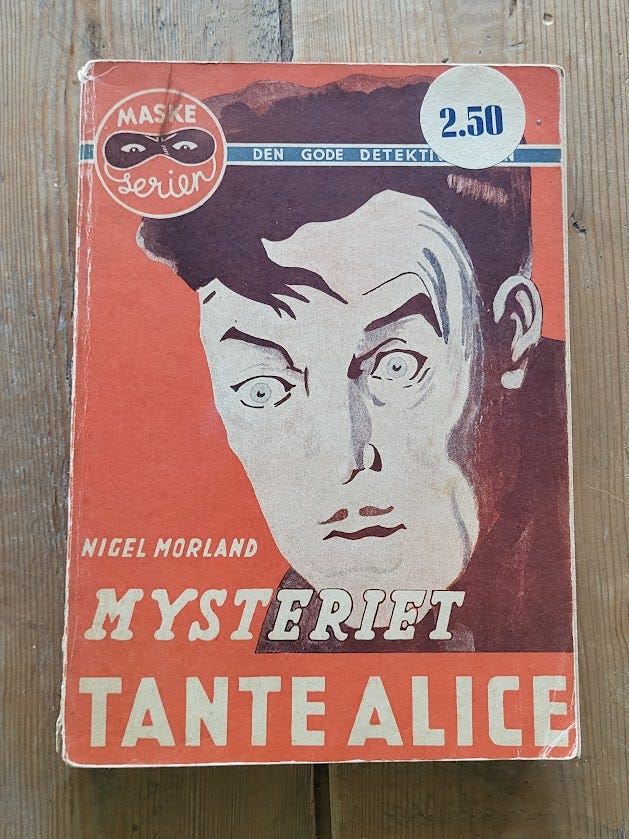 MASKE
serien
2.50
DEN GODE
NIGEL MORLAND
MYSTERIET
TANTE ALICE